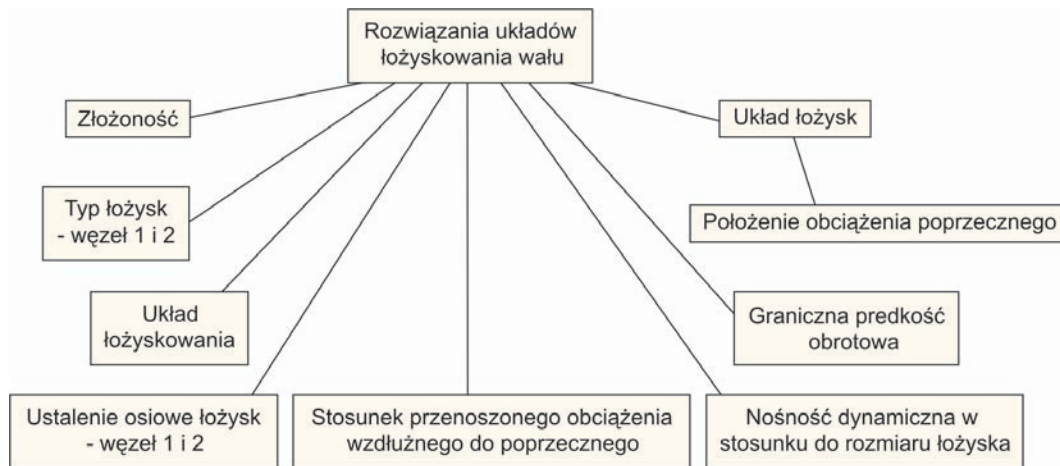 Rozwiązania układów
łożyskowania wału
Złożoność
Układ łożysk
Typ łożysk
- węzeł 1 i 2
Położenie obciążenia poprzecznego
Układ
łożyskowania
Graniczna predkość
obrotowa
Ustalenie osiowe łożysk
- węzeł 1 i 2
Stosunek przenoszonego obciążenia
wzdłużnego do poprzecznego
Nośność dynamiczna w
stosunku do rozmiaru łożyska